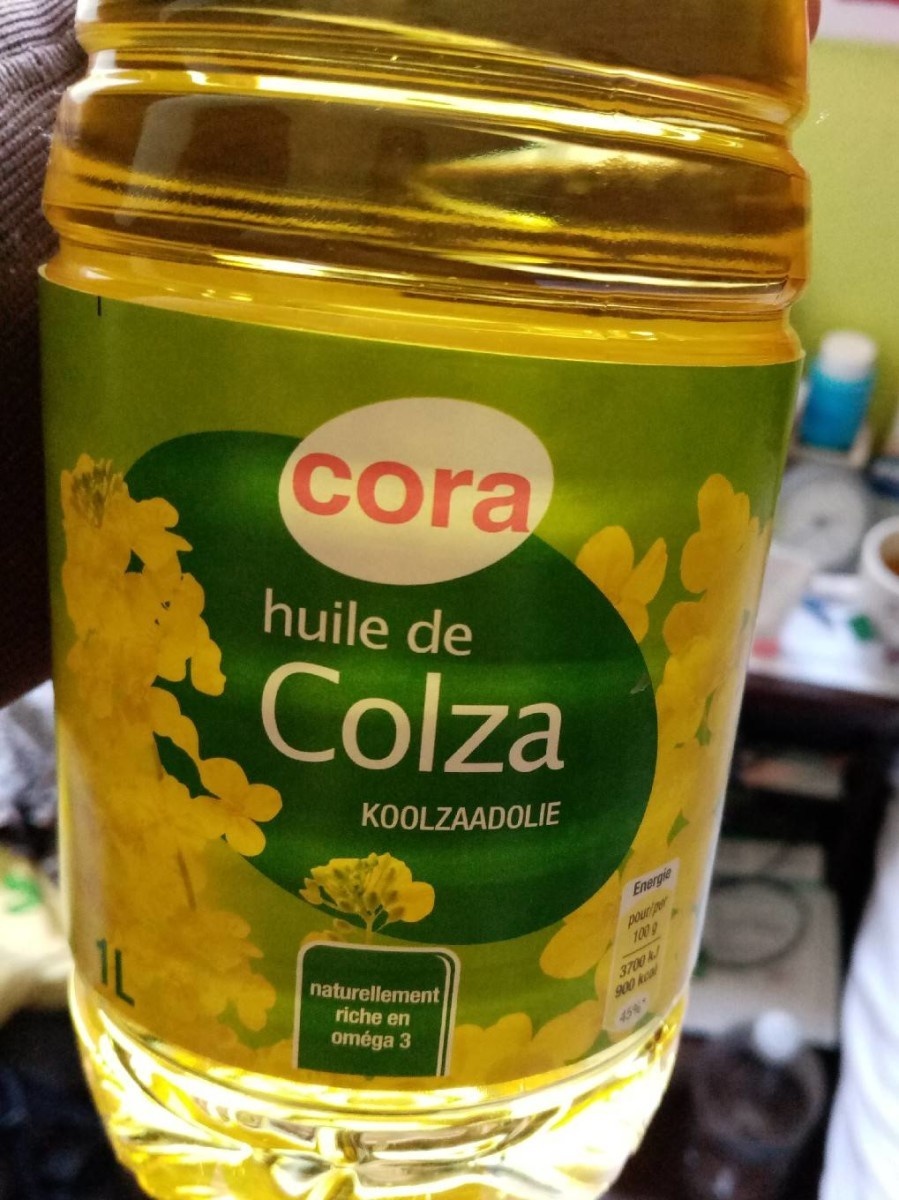 cora
huile de
Colza
KOOLZAADOLIE
1L
naturellement
riche en
oméga 3
Energie
pour/per
100 g
3700 kJ
900 kcal
45%*